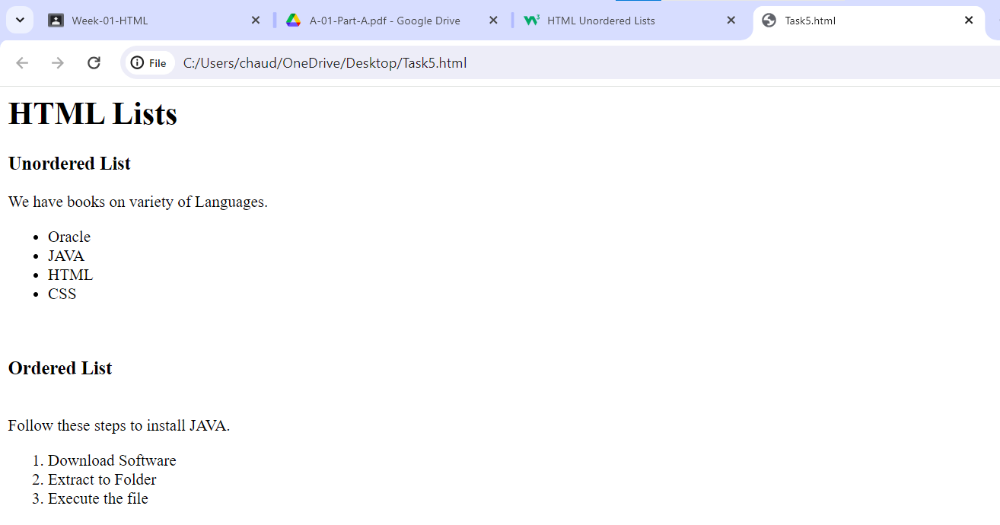 Week-01-HTML
A-01-Part-A.pdf - Google Drive
HTML Unordered Lists
Task5.html
File
C:/Users/chaud/OneDrive/Desktop/Task5.html
HTML Lists
Unordered List
We have books on variety of Languages.
• Oracle
• JAVA
• HTML
• CSS
Ordered List
Follow these steps to install JAVA.
1. Download Software
2. Extract to Folder
3. Execute the file